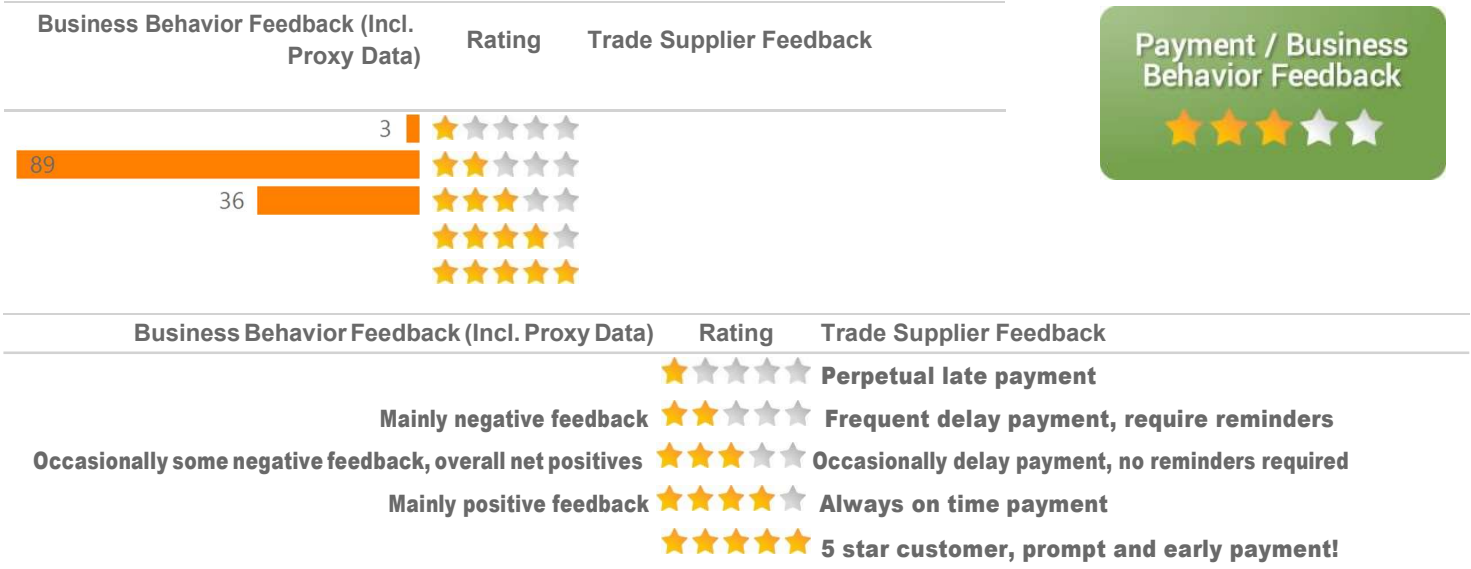 Business Behavior Feedback (Incl.
Proxy Data)
Rating
Trade Supplier Feedback
Payment / Business
Behavior Feedback
3
89
36
Business Behavior Feedback (Incl. Proxy Data) Rating Trade Supplier Feedback
Perpetual late payment
Mainly negative feedback Frequent delay payment, require reminders
Occasionally some negative feedback, overall net positives Occasionally delay payment, no reminders required
Mainly positive feedback Always on time payment
5 star customer, prompt and early payment!